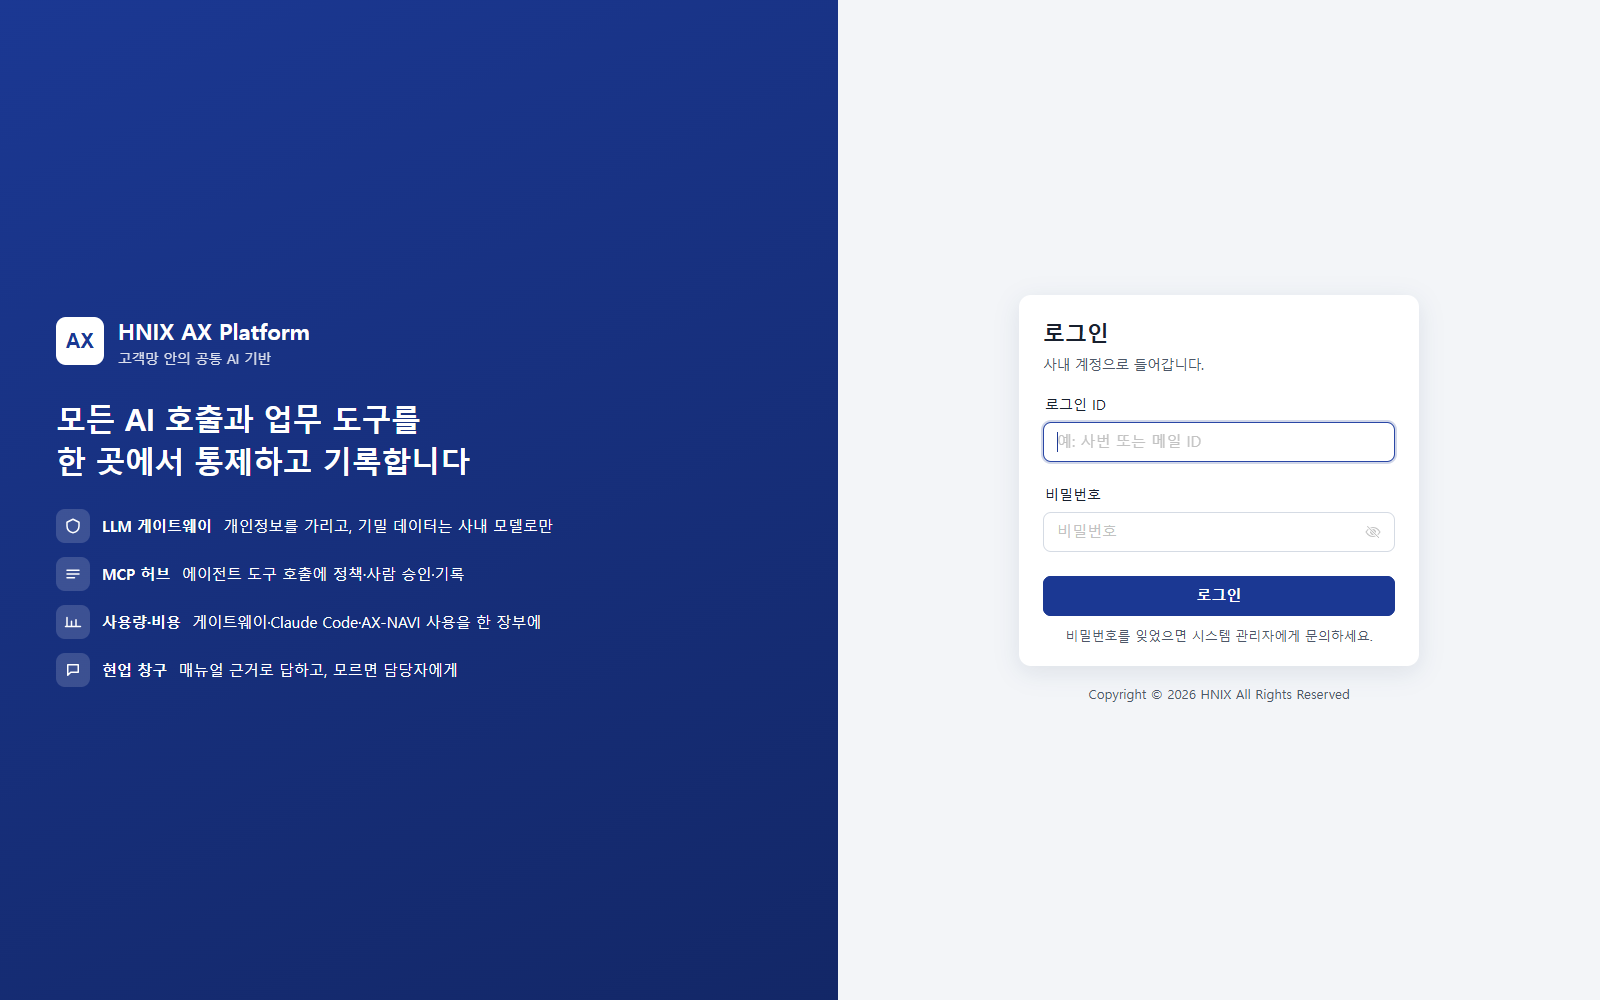 AX
HNIX AX Platform
고객망 안의 공통 AI 기반
모든 AI 호출과 업무 도구를
한 곳에서 통제하고 기록합니다
LLM 게이트웨이 개인정보를 가리고, 기밀 데이터는 사내 모델로만
MCP 허브 에이전트 도구 호출에 정책·사람 승인·기록
사용량·비용 게이트웨이·Claude Code·AX-NAVI 사용을 한 장부에
현업 창구 매뉴얼 근거로 답하고, 모르면 담당자에게
로그인
사내 계정으로 들어갑니다.
로그인 ID
예: 사번 또는 메일 ID
비밀번호
비밀번호
로그인
비밀번호를 잊었으면 시스템 관리자에게 문의하세요.
Copyright © 2026 HNIX All Rights Reserved